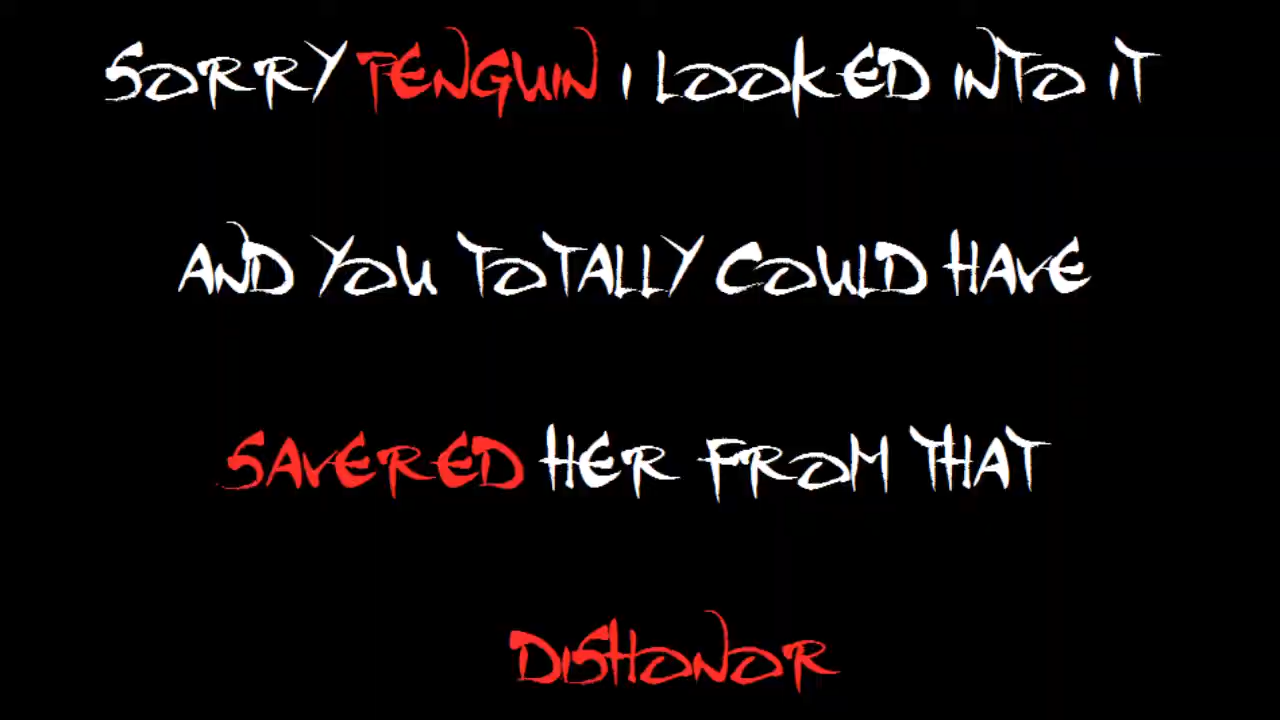 SORRY PENGUIN I LOOKED INTO IT
AND YOU TOTALLY COULD HAVE
SAVERED HER FROM THAT
DISHONOR